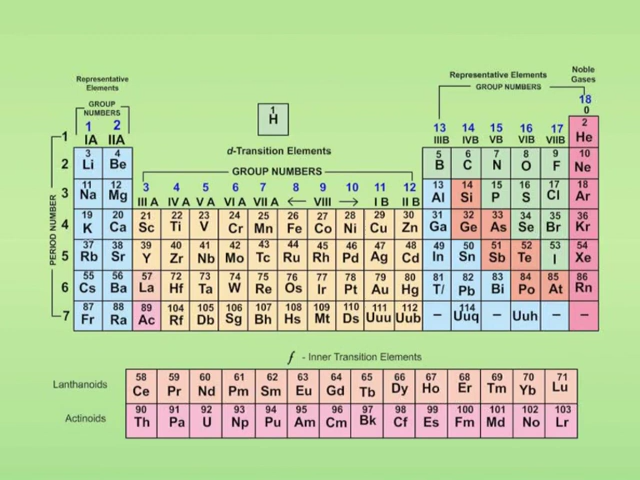 Representative
Elements
GROUP
NUMBERS
1 2
IA IIA
1
H
d-Transition Elements
GROUP NUMBERS
3 4 5 6 7 8 9 10 11 12
III A IV A V A VI A VII A ← VIII → I B II B
Representative Elements
GROUP NUMBERS
13 14 15 16 17
IIIB IVB VB VIB VIIB
Noble
Gases
18
0
PERIOD NUMBER
1
2
He
2
3 4 5 6 7 8 9 10
Li Be B C N O F Ne
3
11 12 13 14 15 16 17 18
Na Mg Al Si P S Cl Ar
4
19 20 21 22 23 24 25 26 27 28 29 30 31 32 33 34 35 36
K Ca Sc Ti V Cr Mn Fe Co Ni Cu Zn Ga Ge As Se Br Kr
5
37 38 39 40 41 42 43 44 45 46 47 48 49 50 51 52 53 54
Rb Sr Y Zr Nb Mo Tc Ru Rh Pd Ag Cd In Sn Sb Te I Xe
6
55 56 57 72 73 74 75 76 77 78 79 80 81 82 83 84 85 86
Cs Ba La Hf Ta W Re Os Ir Pt Au Hg T/ Pb Bi Po At Rn
7
87 88 89 104 105 106 107 108 109 110 111 112 114
Fr Ra Ac Rf Db Sg Bh Hs Mt Ds Uuu Uub – Uuq – Uuh – –
f - Inner Transition Elements
Lanthanoids
58 59 60 61 62 63 64 65 66 67 68 69 70 71
Ce Pr Nd Pm Sm Eu Gd Tb Dy Ho Er Tm Yb Lu
Actinoids
90 91 92 93 94 95 96 97 98 99 100 101 102 103
Th Pa U Np Pu Am Cm Bk Cf Es Fm Md No Lr